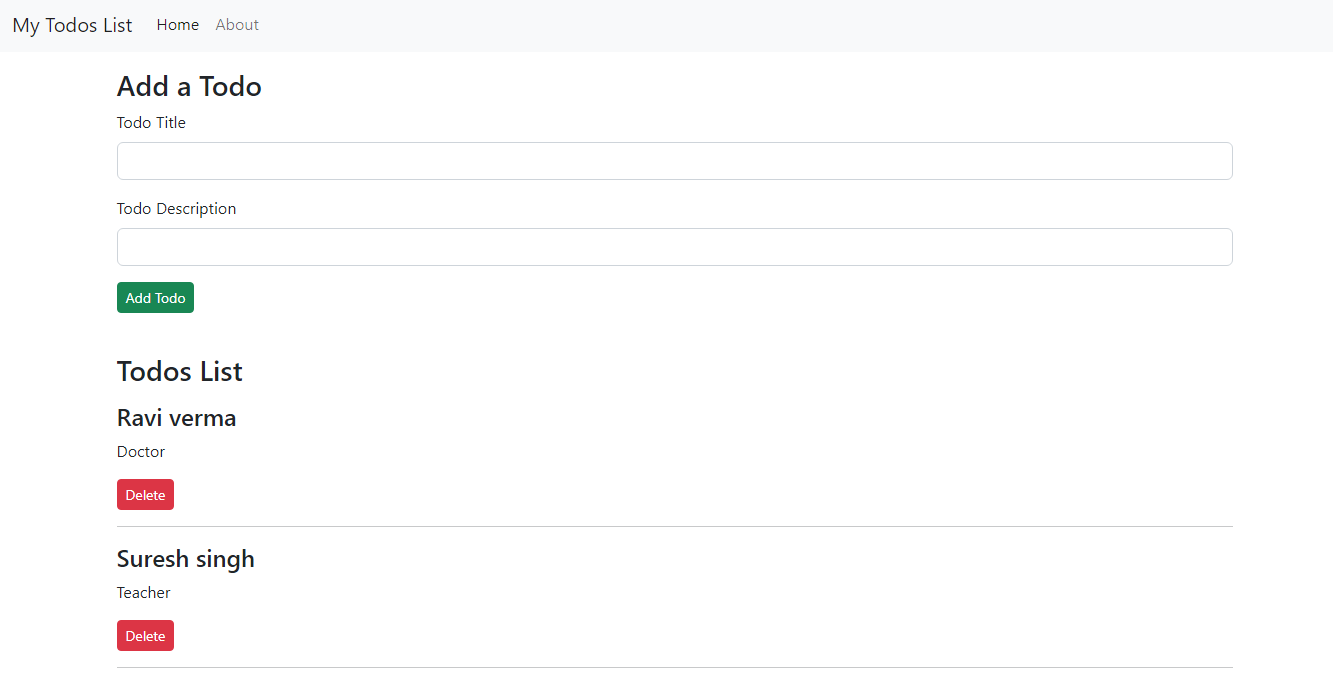 My Todos List Home About
Add a Todo
Todo Title
Todo Description
Add Todo
Todos List
Ravi verma
Doctor
Delete
Suresh singh
Teacher
Delete